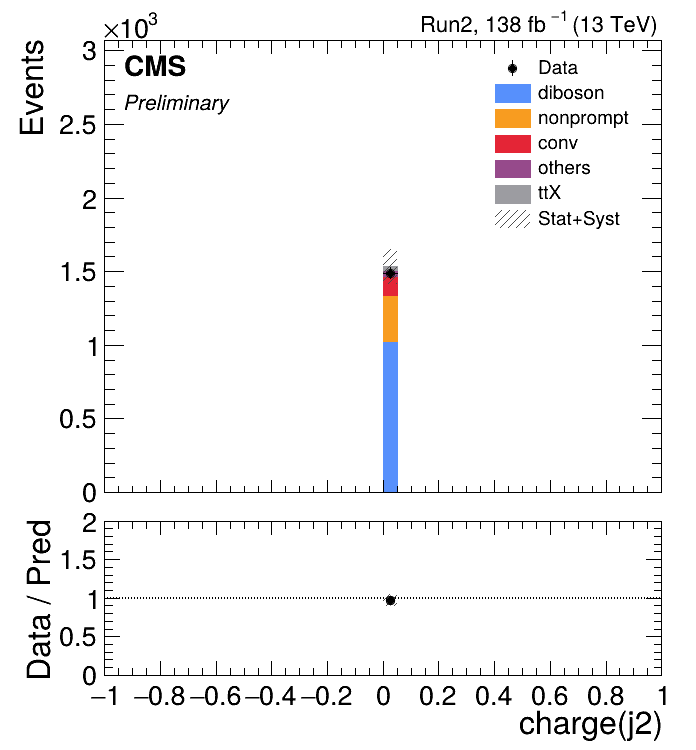 ×10³
Run2, 138 fb⁻¹ (13 TeV)
Events
CMS
Preliminary
Data
diboson
nonprompt
conv
others
ttX
Stat+Syst
3
2.5
2
1.5
1
0.5
0
Data / Pred
2
1.5
1
0.5
0
−1 −0.8 −0.6 −0.4 −0.2 0 0.2 0.4 0.6 0.8 1
charge(j2)